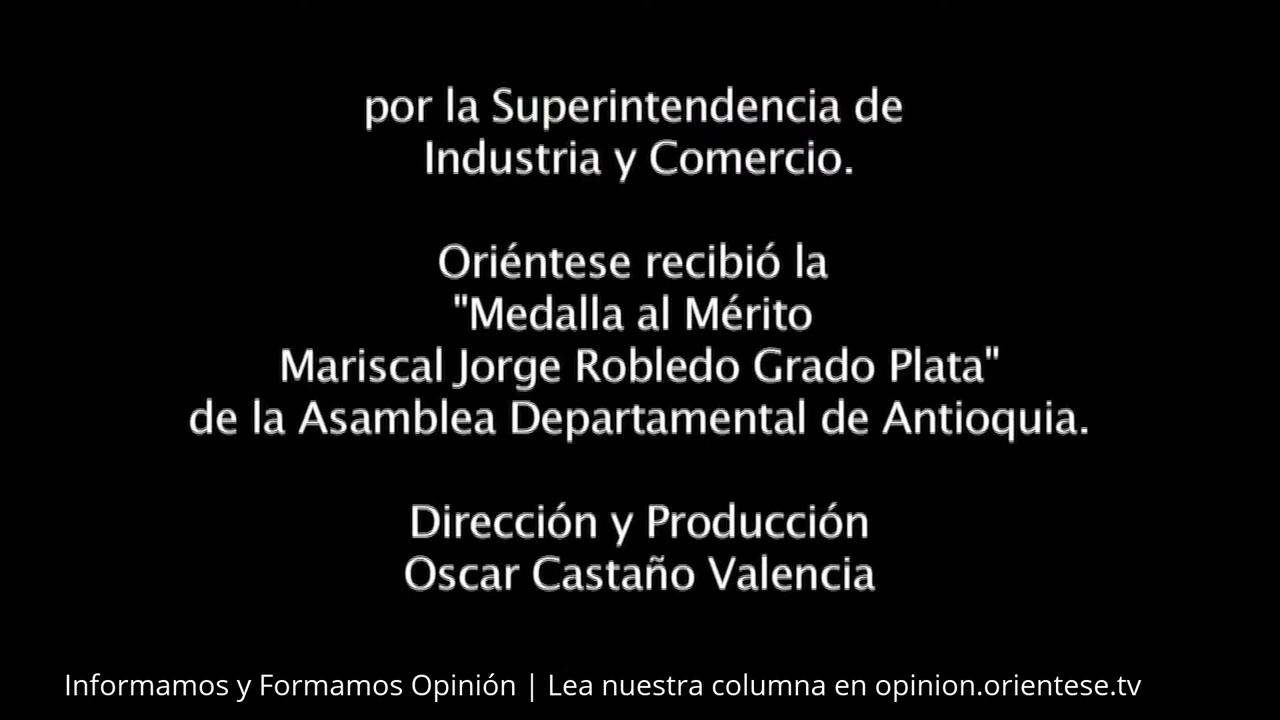 por la Superintendencia de
Industria y Comercio.
Oriéntese recibió la
"Medalla al Mérito
Mariscal Jorge Robledo Grado Plata"
de la Asamblea Departamental de Antioquia.
Dirección y Producción
Oscar Castaño Valencia
Informamos y Formamos Opinión | Lea nuestra columna en opinion.orientese.tv